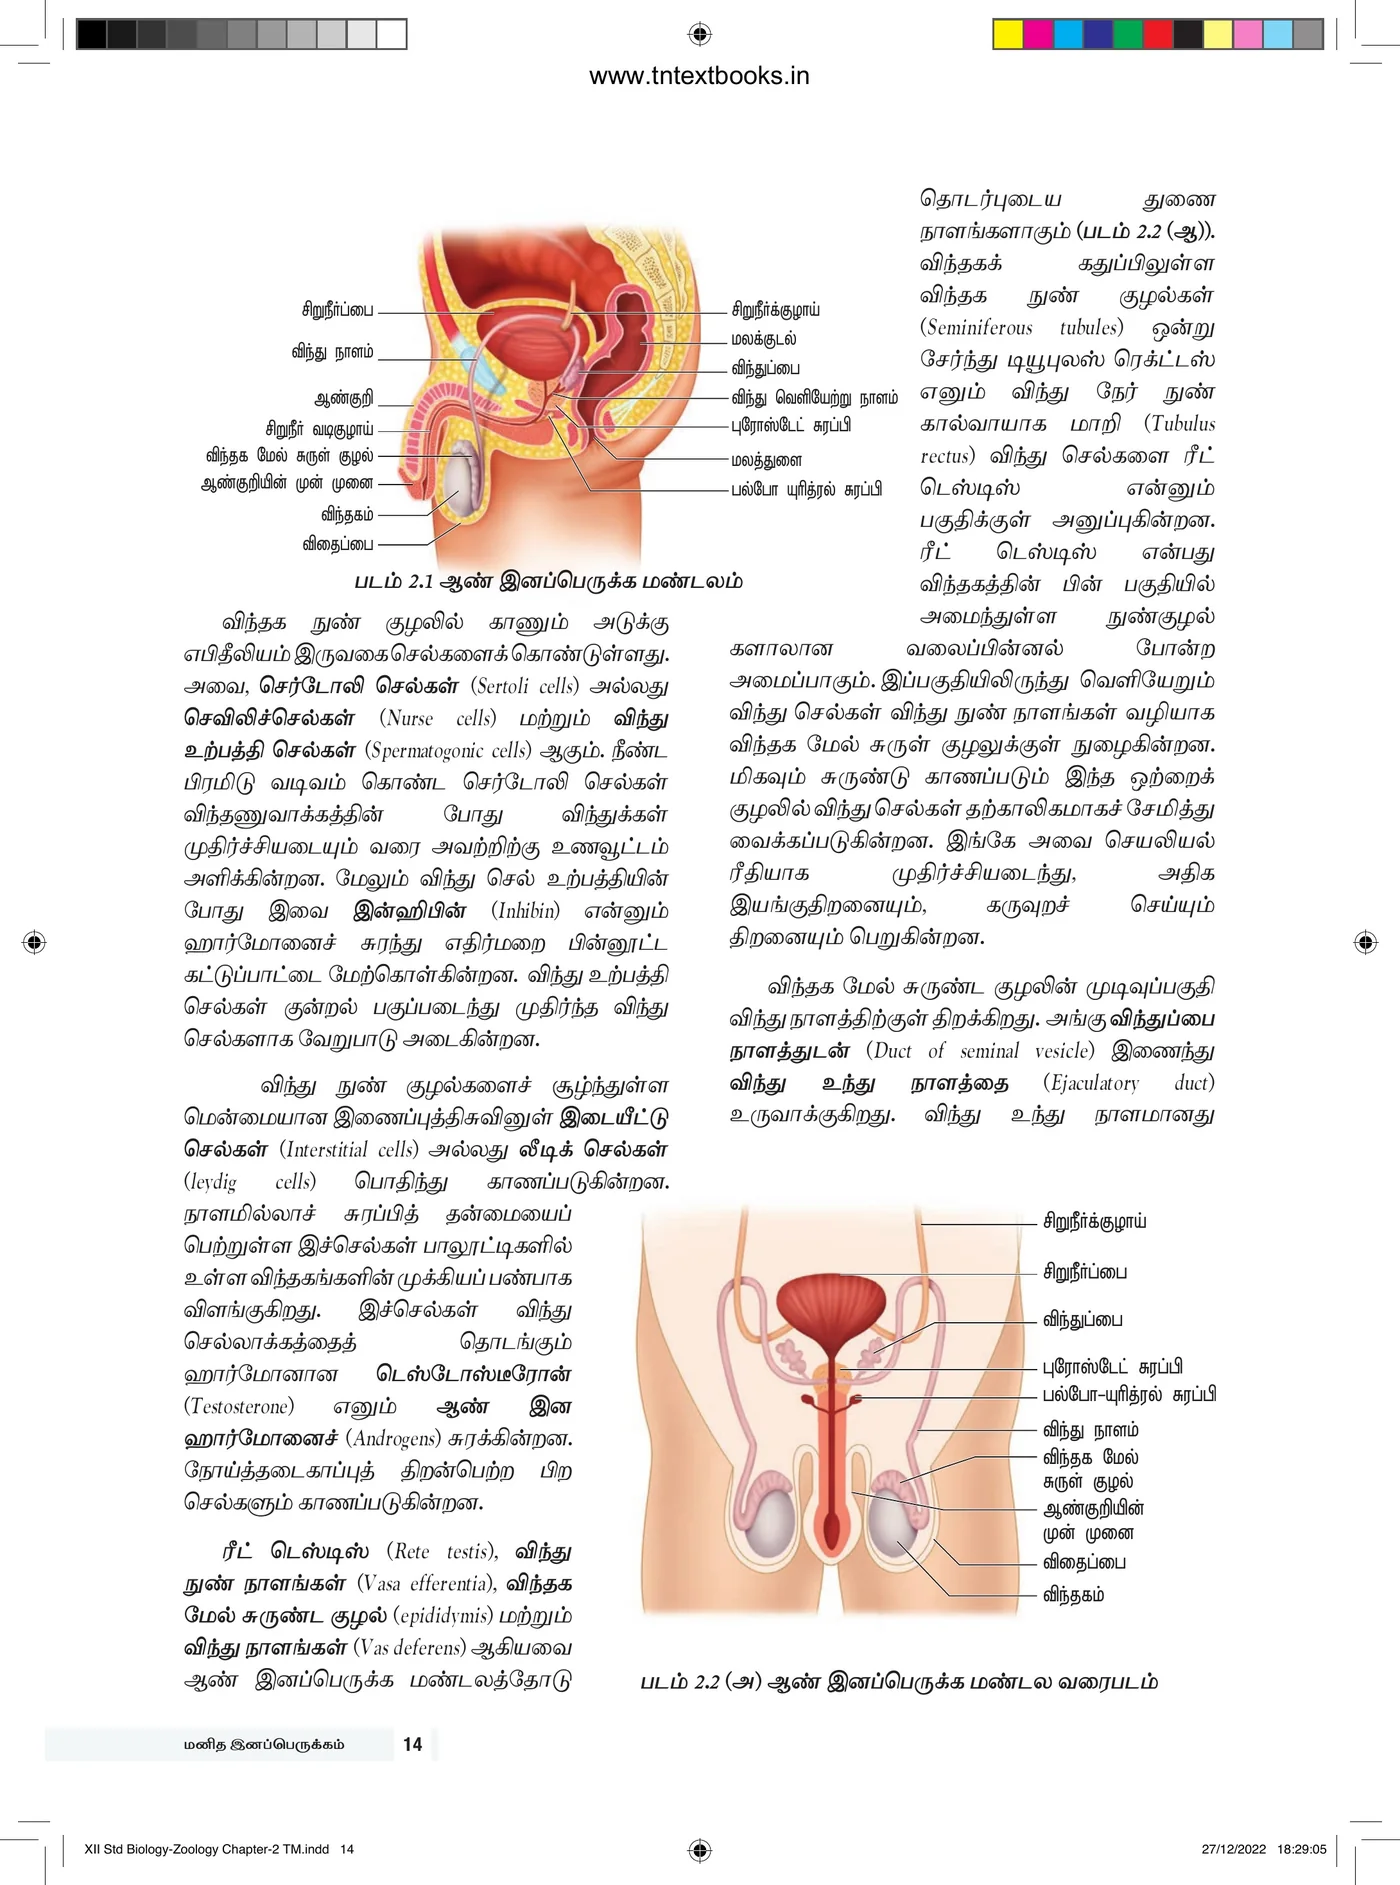 www.tntextbooks.in
சிறுநீர்ப்பை
விந்து நாளம்
ஆண்குறி
சிறுநீர் வடிகுழாய்
விந்தக மேல் சுருள் குழல்
ஆண்குறியின் முன் முனை
விந்தகம்
விதைப்பை
சிறுநீர்க்குழாய்
மலக்குடல்
விந்துப்பை
விந்து வெளியேற்று நாளம்
புரோஸ்டேட் சுரப்பி
மலத்துளை
பல்போ யுரித்ரல் சுரப்பி
படம் 2.1 ஆண் இனப்பெருக்க மண்டலம்
விந்தக நுண் குழலில் காணும் அடுக்கு
எபிதீலியம் இருவகை செல்களைக் கொண்டுள்ளது.
அவை, செர்டோலி செல்கள் (Sertoli cells) அல்லது
செவிலிச்செல்கள் (Nurse cells) மற்றும் விந்து
உற்பத்தி செல்கள் (Spermatogonic cells) ஆகும். நீண்ட
பிரமிடு வடிவம் கொண்ட செர்டோலி செல்கள்
விந்தணுவாக்கத்தின் போது விந்துக்கள்
முதிர்ச்சியடையும் வரை அவற்றிற்கு உணவூட்டம்
அளிக்கின்றன. மேலும் விந்து செல் உற்பத்தியின்
போது இவை இன்ஹிபின் (Inhibin) என்னும்
ஹார்மோனைச் சுரந்து எதிர்மறை பின்னூட்ட
கட்டுப்பாட்டை மேற்கொள்கின்றன. விந்து உற்பத்தி
செல்கள் குன்றல் பகுப்படைந்து முதிர்ந்த விந்து
செல்களாக வேறுபாடு அடைகின்றன.
விந்து நுண் குழல்களைச் சூழ்ந்துள்ள
மென்மையான இணைப்புத்திசுவினுள் இடையீட்டு
செல்கள் (Interstitial cells) அல்லது லீடிக் செல்கள்
(leydig cells) பொதிந்து காணப்படுகின்றன.
நாளமில்லாச் சுரப்பித் தன்மையைப்
பெற்றுள்ள இச்செல்கள் பாலூட்டிகளில்
உள்ள விந்தகங்களின் முக்கியப் பண்பாக
விளங்குகிறது. இச்செல்கள் விந்து
செல்லாக்கத்தைத் தொடங்கும்
ஹார்மோனான டெஸ்டோஸ்டீரோன்
(Testosterone) எனும் ஆண் இன
ஹார்மோனைச் (Androgens) சுரக்கின்றன.
நோய்த்தடைகாப்புத் திறன்பெற்ற பிற
செல்களும் காணப்படுகின்றன.
ரீட் டெஸ்டிஸ் (Rete testis), விந்து
நுண் நாளங்கள் (Vasa efferentia), விந்தக
மேல் சுருண்ட குழல் (epididymis) மற்றும்
விந்து நாளங்கள் (Vas deferens) ஆகியவை
ஆண் இனப்பெருக்க மண்டலத்தோடு
தொடர்புடைய துணை
நாளங்களாகும் (படம் 2.2 (ஆ)).
விந்தகக் கதுப்பிலுள்ள
விந்தக நுண் குழல்கள்
(Seminiferous tubules) ஒன்று
சேர்ந்து டியூபுலஸ் ரெக்ட்டஸ்
எனும் விந்து நேர் நுண்
கால்வாயாக மாறி (Tubulus
rectus) விந்து செல்களை ரீட்
டெஸ்டிஸ் என்னும்
பகுதிக்குள் அனுப்புகின்றன.
ரீட் டெஸ்டிஸ் என்பது
விந்தகத்தின் பின் பகுதியில்
அமைந்துள்ள நுண்குழல்
களாலான வலைப்பின்னல் போன்ற
அமைப்பாகும். இப்பகுதியிலிருந்து வெளியேறும்
விந்து செல்கள் விந்து நுண் நாளங்கள் வழியாக
விந்தக மேல் சுருள் குழலுக்குள் நுழைகின்றன.
மிகவும் சுருண்டு காணப்படும் இந்த ஒற்றைக்
குழலில் விந்து செல்கள் தற்காலிகமாகச் சேமித்து
வைக்கப்படுகின்றன. இங்கே அவை செயலியல்
ரீதியாக முதிர்ச்சியடைந்து, அதிக
இயங்குதிறனையும், கருவுறச் செய்யும்
திறனையும் பெறுகின்றன.
விந்தக மேல் சுருண்ட குழலின் முடிவுப்பகுதி
விந்து நாளத்திற்குள் திறக்கிறது. அங்கு விந்துப்பை
நாளத்துடன் (Duct of seminal vesicle) இணைந்து
விந்து உந்து நாளத்தை (Ejaculatory duct)
உருவாக்குகிறது. விந்து உந்து நாளமானது
சிறுநீர்க்குழாய்
சிறுநீர்ப்பை
விந்துப்பை
புரோஸ்டேட் சுரப்பி
பல்போ-யுரித்ரல் சுரப்பி
விந்து நாளம்
விந்தக மேல்
சுருள் குழல்
ஆண்குறியின்
முன் முனை
விதைப்பை
விந்தகம்
படம் 2.2 (அ) ஆண் இனப்பெருக்க மண்டல வரைபடம்
மனித இனப்பெருக்கம் 14
XII Std Biology-Zoology Chapter-2 TM.indd 14 27/12/2022 18:29:05